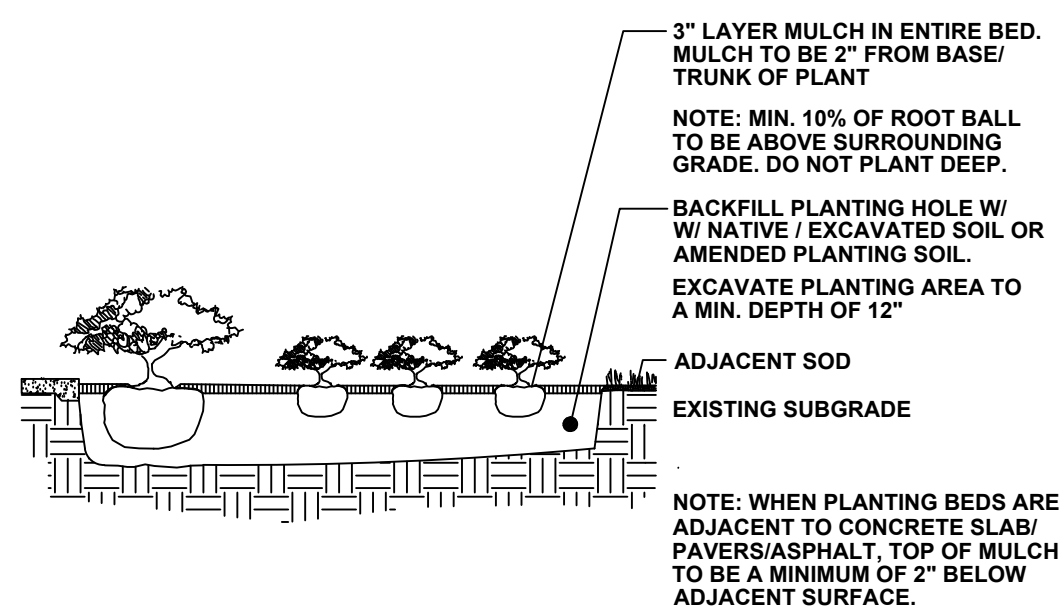 3" LAYER MULCH IN ENTIRE BED.
MULCH TO BE 2" FROM BASE/
TRUNK OF PLANT
NOTE: MIN. 10% OF ROOT BALL
TO BE ABOVE SURROUNDING
GRADE. DO NOT PLANT DEEP.
BACKFILL PLANTING HOLE W/
W/ NATIVE / EXCAVATED SOIL OR
AMENDED PLANTING SOIL.
EXCAVATE PLANTING AREA TO
A MIN. DEPTH OF 12"
ADJACENT SOD
EXISTING SUBGRADE
NOTE: WHEN PLANTING BEDS ARE
ADJACENT TO CONCRETE SLAB/
PAVERS/ASPHALT, TOP OF MULCH
TO BE A MINIMUM OF 2" BELOW
ADJACENT SURFACE.